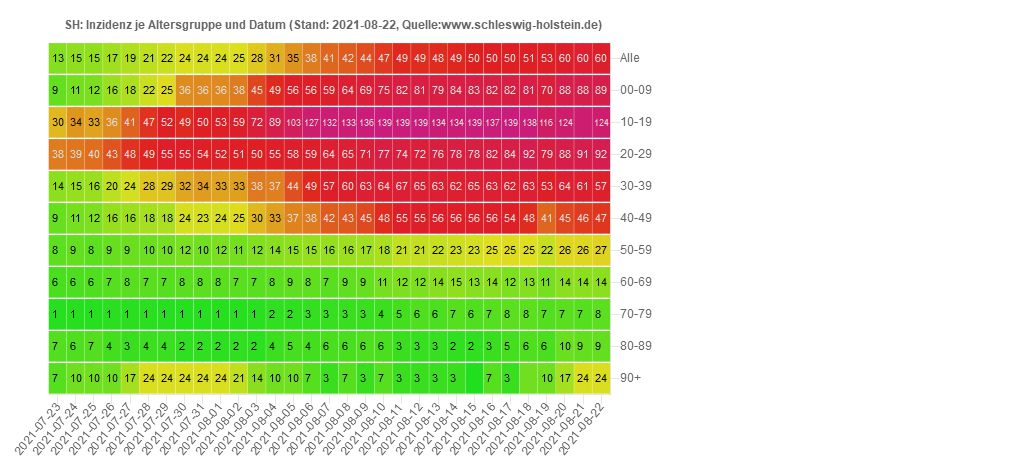 SH: Inzidenz je Altersgruppe und Datum (Stand: 2021-08-22, Quelle:www.schleswig-holstein.de)
13 15 15 17 19 21 22 24 24 24 25 28 31 35 38 41 42 44 47 49 49 48 49 50 50 50 51 53 60 60 60 Alle
9 11 12 16 18 22 25 36 36 36 38 45 49 56 56 59 64 69 75 82 81 79 84 83 82 82 81 70 88 88 89 00-09
30 34 33 36 41 47 52 49 50 53 59 72 89 103 127 132 133 136 139 139 139 134 134 139 137 139 138 116 124 124 10-19
38 39 40 43 48 49 55 55 54 52 51 50 55 58 59 64 65 71 77 74 72 76 78 78 82 84 92 79 88 91 92 20-29
14 15 16 20 24 28 29 32 34 33 33 38 37 44 49 57 60 63 64 67 65 63 62 65 63 62 63 53 64 61 57 30-39
9 11 12 16 16 18 18 24 23 24 25 30 33 37 38 42 43 45 48 55 55 56 56 56 56 54 48 41 45 46 47 40-49
8 9 8 9 9 10 10 12 10 12 11 12 14 15 15 16 16 17 18 21 21 22 23 23 25 25 25 22 26 26 27 50-59
6 6 6 7 8 7 7 8 8 8 7 7 8 9 8 7 9 9 11 12 12 14 15 13 14 12 13 11 14 14 14 60-69
1 1 1 1 1 1 1 1 1 1 1 1 2 2 3 3 3 3 4 5 6 6 7 6 7 8 8 7 7 7 8 70-79
7 6 7 4 3 4 4 2 2 2 2 2 4 5 4 6 6 6 6 3 3 3 2 2 3 5 6 6 10 9 9 80-89
7 10 10 10 17 24 24 24 24 24 21 14 10 10 7 3 7 3 7 3 3 3 3 7 3 10 17 24 24 90+
2021-07-23 2021-07-24 2021-07-25 2021-07-26 2021-07-27 2021-07-28 2021-07-29 2021-07-30 2021-07-31 2021-08-01 2021-08-02 2021-08-03 2021-08-04 2021-08-05 2021-08-06 2021-08-07 2021-08-08 2021-08-09 2021-08-10 2021-08-11 2021-08-12 2021-08-13 2021-08-14 2021-08-15 2021-08-16 2021-08-17 2021-08-18 2021-08-19 2021-08-20 2021-08-21 2021-08-22